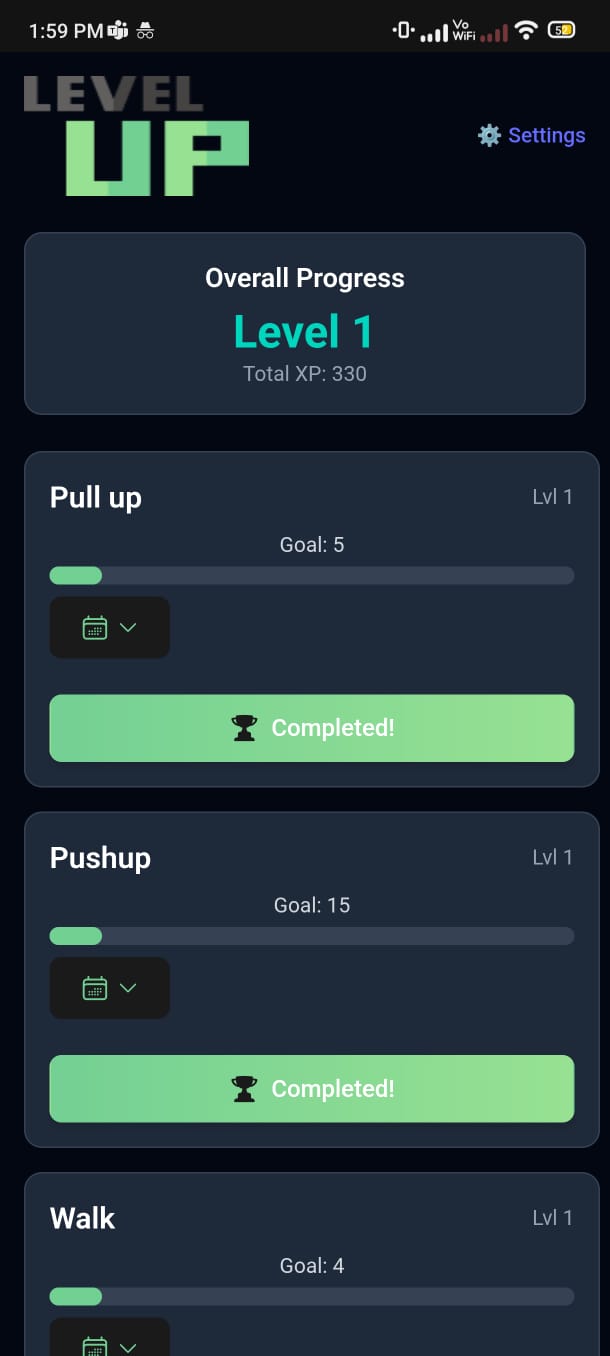 1:59 PM
Vo
WiFi
52
LEVEL
UP
Settings
Overall Progress
Level 1
Total XP: 330
Pull up
Lvl 1
Goal: 5
Completed!
Pushup
Lvl 1
Goal: 15
Completed!
Walk
Lvl 1
Goal: 4